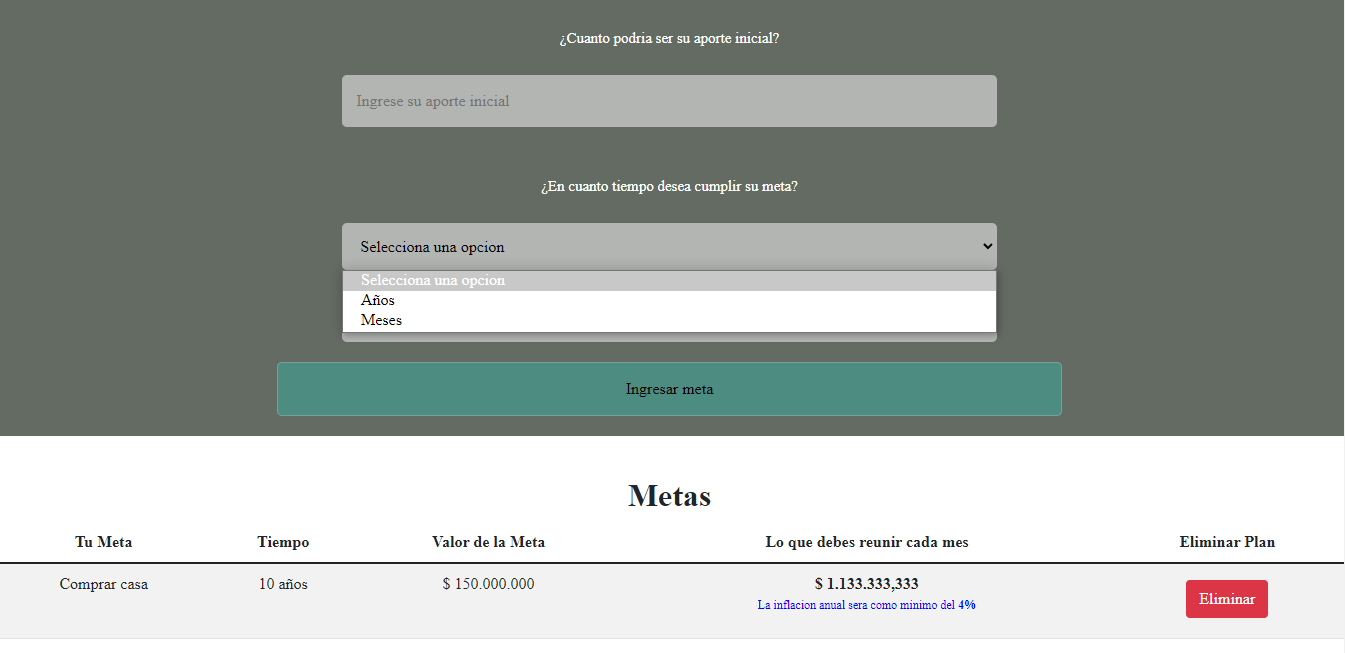 ¿Cuanto podria ser su aporte inicial?
Ingrese su aporte inicial
¿En cuanto tiempo desea cumplir su meta?
Selecciona una opcion
Selecciona una opcion
Años
Meses
Ingresar meta
Metas
Tu Meta Tiempo Valor de la Meta Lo que debes reunir cada mes Eliminar Plan
Comprar casa 10 años $ 150.000.000 $ 1.133.333,333 Eliminar
La inflacion anual sera como minimo del 4%